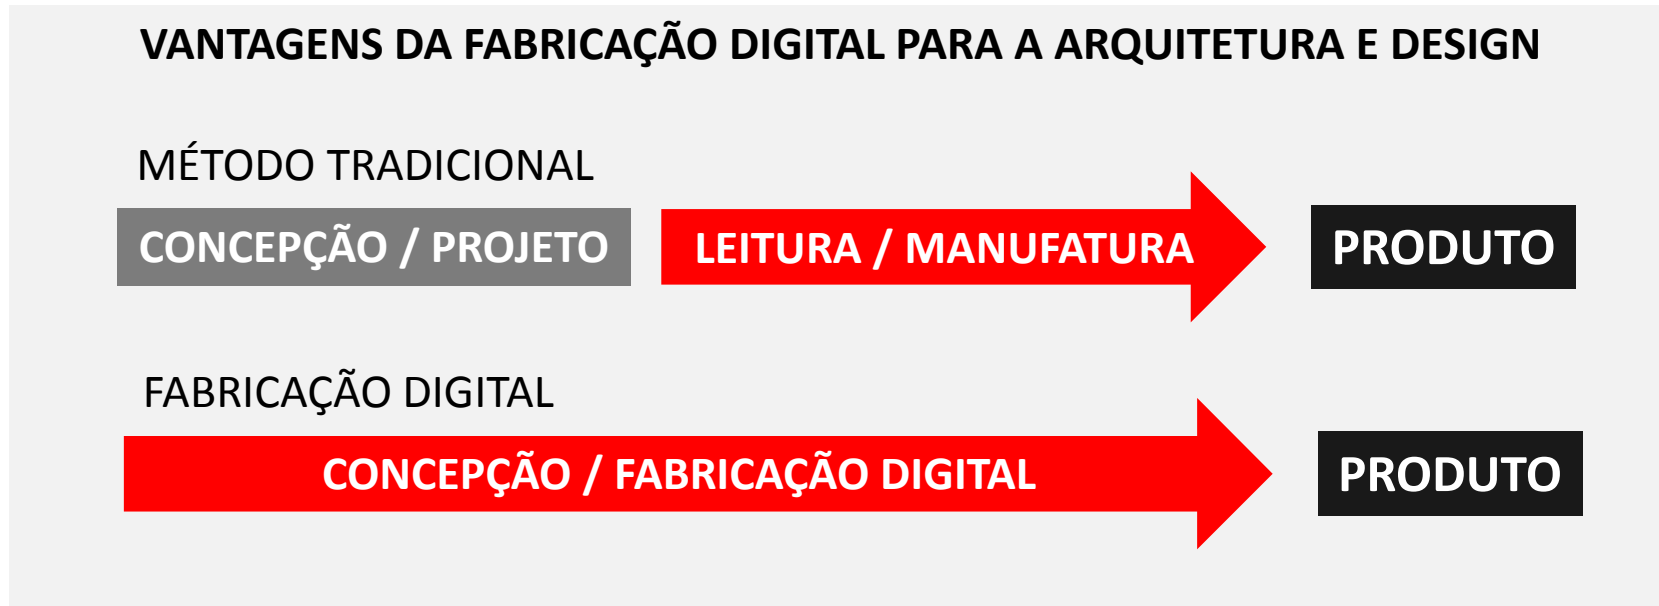 VANTAGENS DA FABRICAÇÃO DIGITAL PARA A ARQUITETURA E DESIGN
MÉTODO TRADICIONAL
CONCEPÇÃO / PROJETO LEITURA / MANUFATURA PRODUTO
FABRICAÇÃO DIGITAL
CONCEPÇÃO / FABRICAÇÃO DIGITAL PRODUTO